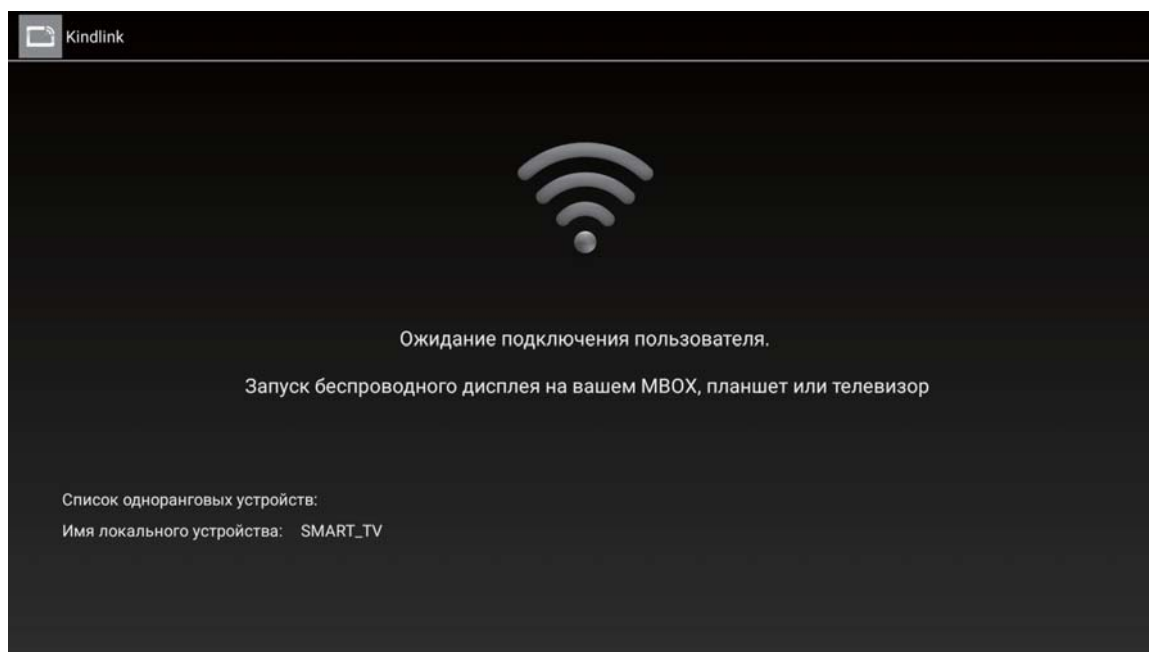 Kindlink
Ожидание подключения пользователя.
Запуск беспроводного дисплея на вашем MBOX, планшет или телевизор
Список одноранговых устройств:
Имя локального устройства: SMART_TV